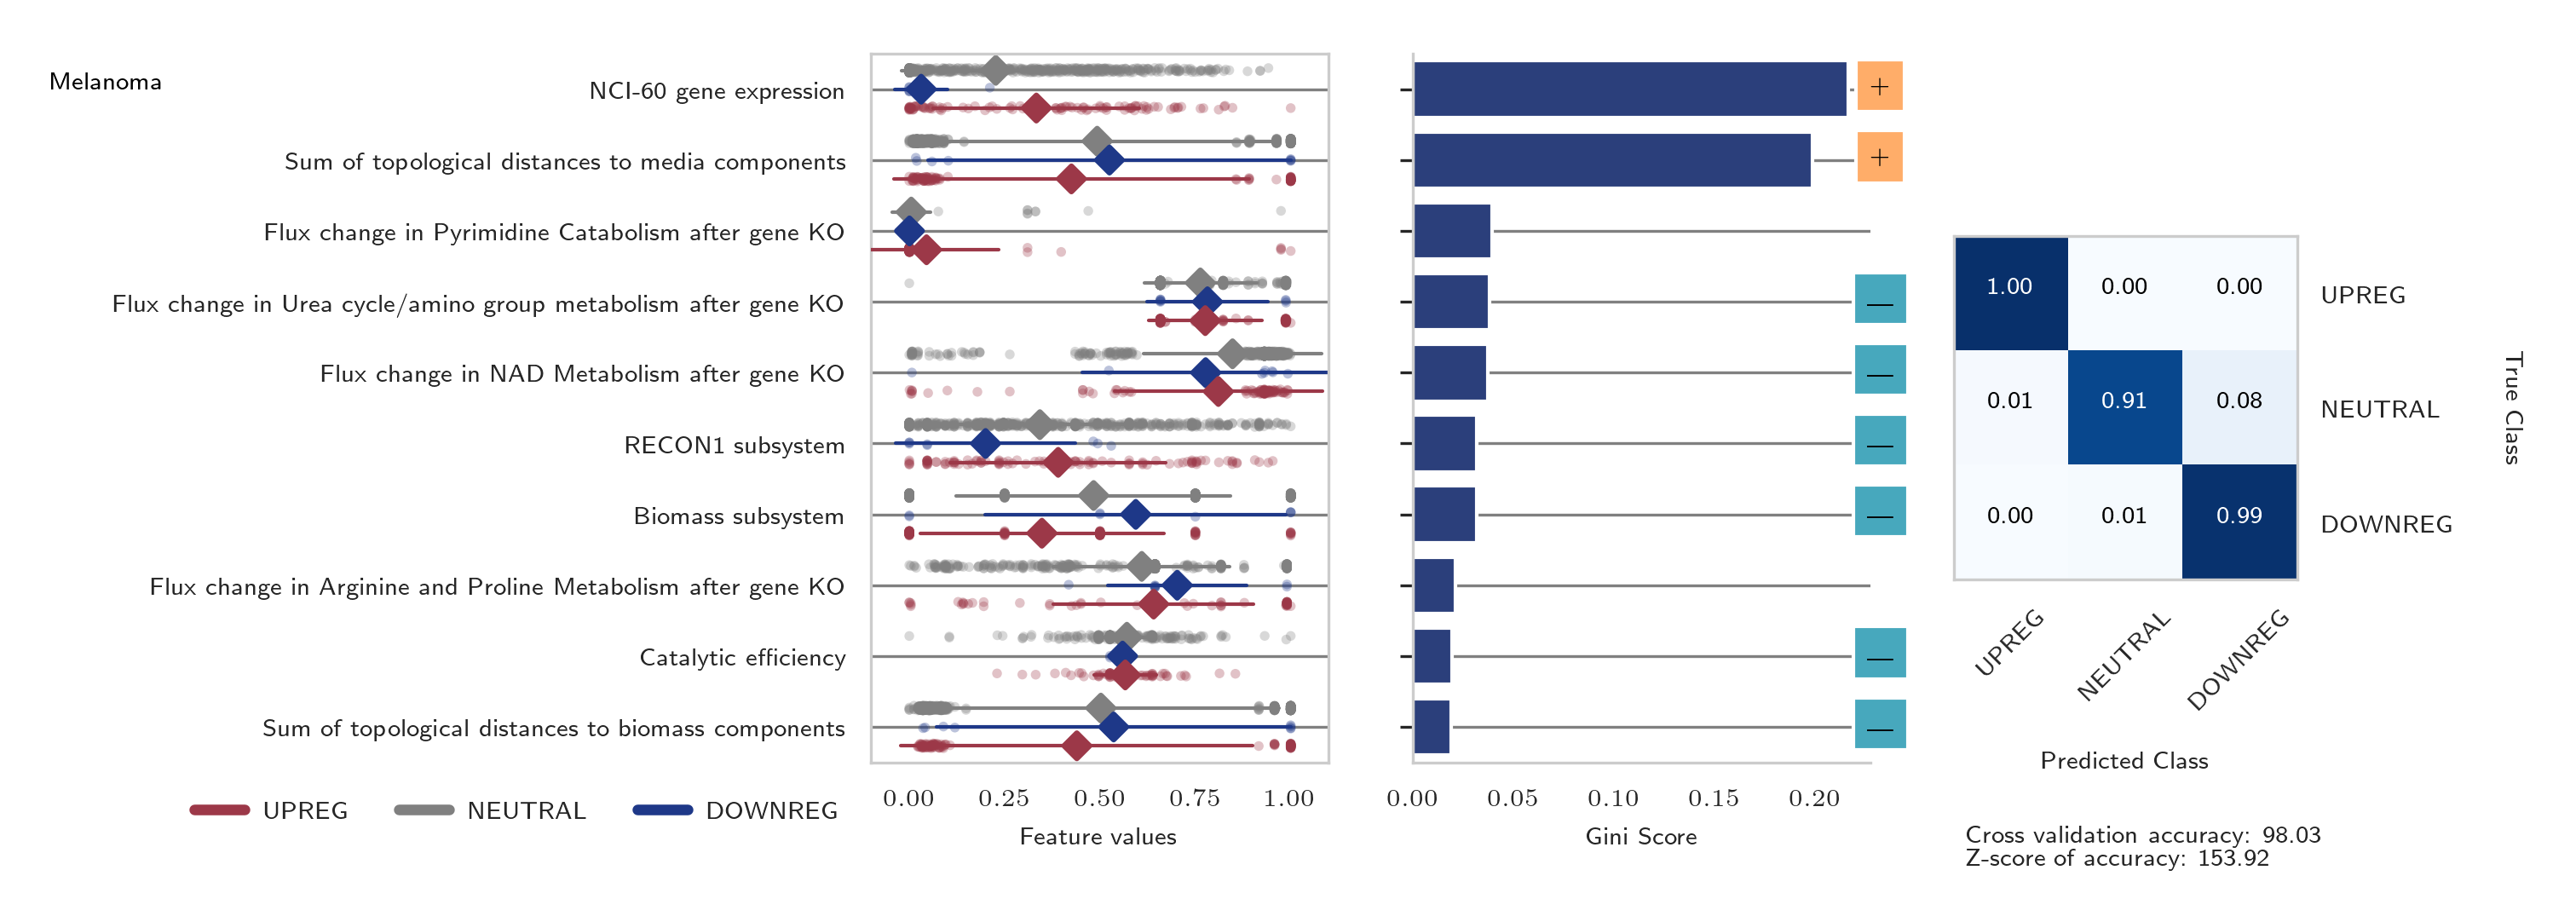 Melanoma
NCI-60 gene expression
Sum of topological distances to media components
Flux change in Pyrimidine Catabolism after gene KO
Flux change in Urea cycle/amino group metabolism after gene KO
Flux change in NAD Metabolism after gene KO
RECON1 subsystem
Biomass subsystem
Flux change in Arginine and Proline Metabolism after gene KO
Catalytic efficiency
Sum of topological distances to biomass components
UPREG NEUTRAL DOWNREG
0.00 0.25 0.50 0.75 1.00
Feature values
+
+
—
—
—
—
—
—
0.00 0.05 0.10 0.15 0.20
Gini Score
1.00 0.00 0.00 UPREG
0.01 0.91 0.08 NEUTRAL
0.00 0.01 0.99 DOWNREG
True Class
UPREG NEUTRAL DOWNREG
Predicted Class
Cross validation accuracy: 98.03
Z-score of accuracy: 153.92